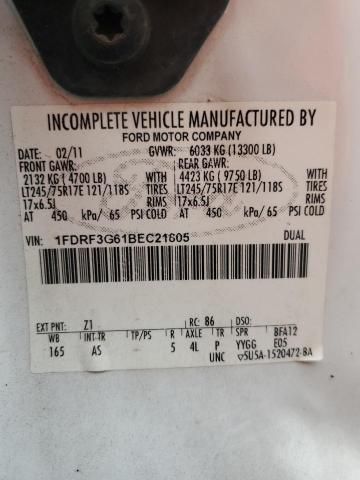 INCOMPLETE VEHICLE MANUFACTURED BY
FORD MOTOR COMPANY
DATE: 02/11 GVWR: 6033 KG (13300 LB)
FRONT GAWR: REAR GAWR:
2132 KG ( 4700 LB) WITH 4423 KG ( 9750 LB) WITH
LT245/75R17E 121/118S TIRES LT245/75R17E 121/118S TIRES
17x6.5J RIMS 17x6.5J RIMS
AT 450 kPa/ 65 PSI COLD AT 450 kPa/ 65 PSI COLD
VIN: 1FDRF3G61BEC21605 DUAL
EXT PNT: Z1 RC: 86 DSO:
WB INT TR TP/PS R AXLE TR SPR BFA12
165 AS 5 4L P YYGG E05
UNC ▽5U5A-1520472-BA